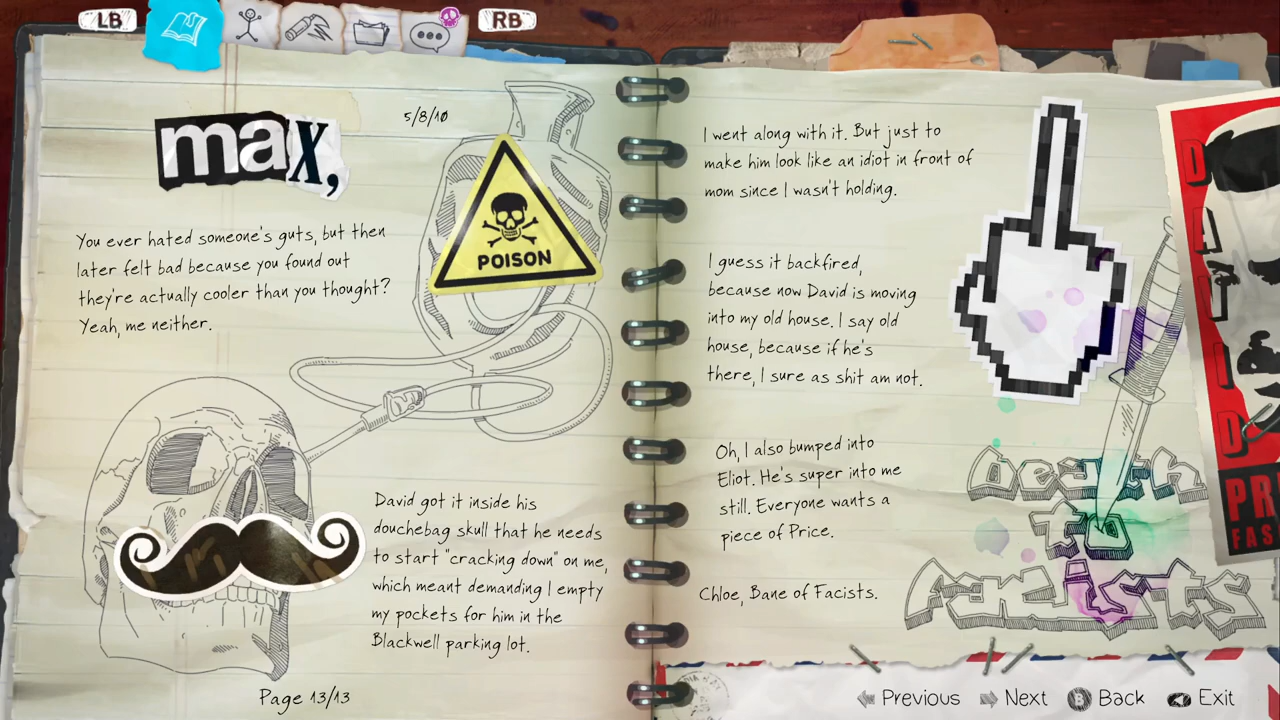 LB
RB
max,
5/8/10
You ever hated someone's guts, but then
later felt bad because you found out
they're actually cooler than you thought?
Yeah, me neither.
POISON
David got it inside his
douchebag skull that he needs
to start "cracking down" on me,
which meant demanding I empty
my pockets for him in the
Blackwell parking lot.
Page 13/13
I went along with it. But just to
make him look like an idiot in front of
mom since I wasn't holding.
I guess it backfired,
because now David is moving
into my old house. I say old
house, because if he's
there, I sure as shit am not.
Oh, I also bumped into
Eliot. He's super into me
still. Everyone wants a
piece of Price.
Chloe, Bane of Facists.
death
to
PR
FAS
Previous
Next
B Back
Exit